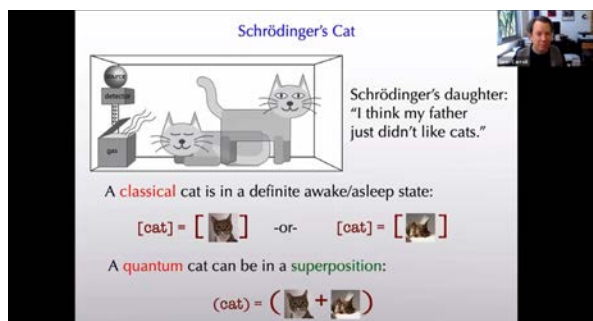 Schrödinger's Cat
source
detector
gas
Schrödinger's daughter:
"I think my father
just didn't like cats."
A classical cat is in a definite awake/asleep state:
[cat] = [ ] -or- [cat] = [ ]
A quantum cat can be in a superposition:
(cat) = ( + )